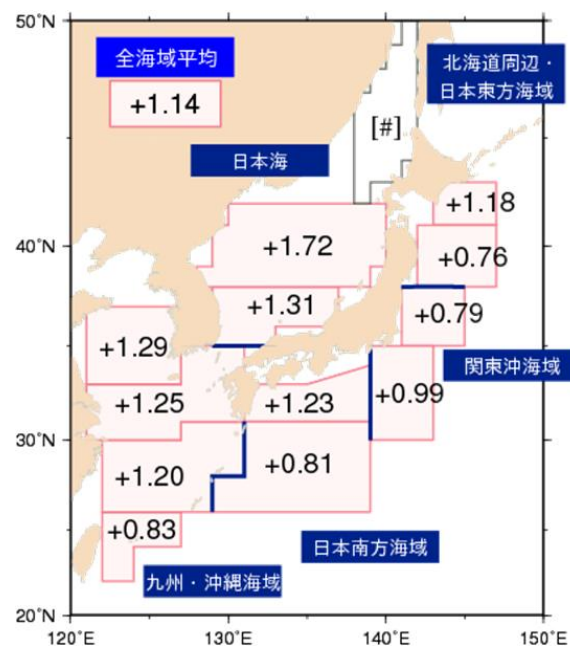 50˚N
全海域平均
+1.14
北海道周辺・
日本東方海域
[#]
日本海
+1.18
40˚N
+1.72
+0.76
+1.31
+0.79
+1.29
関東沖海域
+0.99
+1.25
+1.23
30˚N
+1.20
+0.81
+0.83
日本南方海域
九州・沖縄海域
20˚N
120˚E
130˚E
140˚E
150˚E